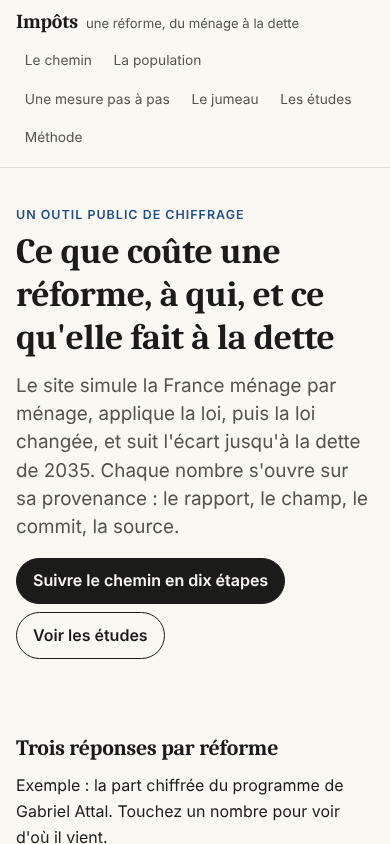 Impôts une réforme, du ménage à la dette
Le chemin La population
Une mesure pas à pas Le jumeau Les études
Méthode
UN OUTIL PUBLIC DE CHIFFRAGE
Ce que coûte une
réforme, à qui, et ce
qu'elle fait à la dette
Le site simule la France ménage par
ménage, applique la loi, puis la loi
changée, et suit l'écart jusqu'à la dette
de 2035. Chaque nombre s'ouvre sur
sa provenance : le rapport, le champ, le
commit, la source.
Suivre le chemin en dix étapes
Voir les études
Trois réponses par réforme
Exemple : la part chiffrée du programme de
Gabriel Attal. Touchez un nombre pour voir
d'où il vient.